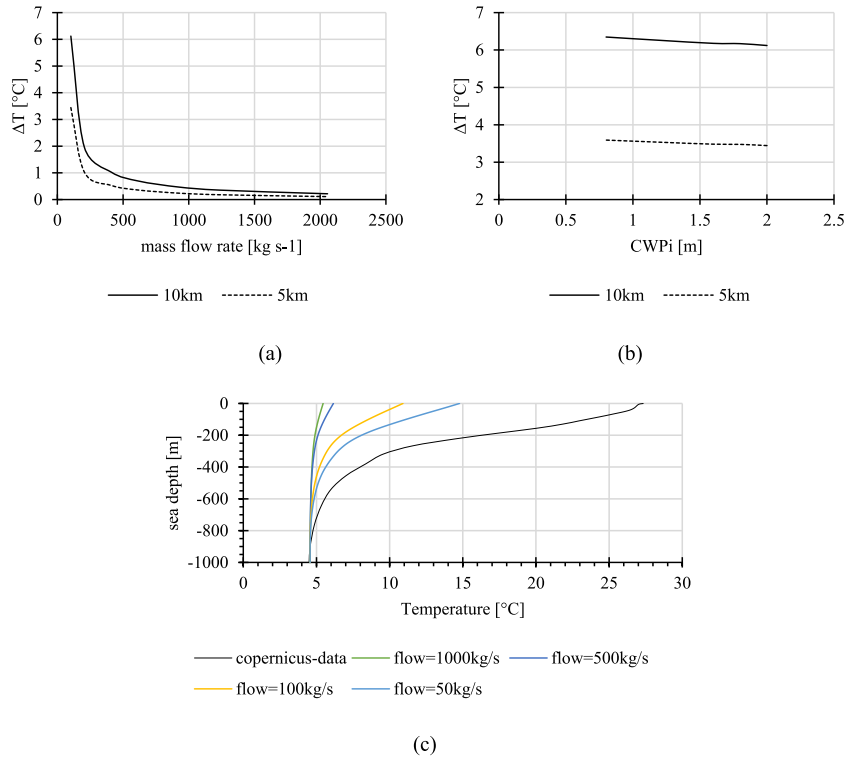 7
6
5
4
3
2
1
0
ΔT [°C]
0 500 1000 1500 2000 2500
mass flow rate [kg s-1]
10km 5km
(a)
7
6
5
4
3
2
ΔT [°C]
0 0.5 1 1.5 2 2.5
CWPi [m]
10km 5km
(b)
0
-200
-400
-600
-800
-1000
sea depth [m]
0 5 10 15 20 25 30
Temperature [°C]
copernicus-data flow=1000kg/s flow=500kg/s
flow=100kg/s flow=50kg/s
(c)